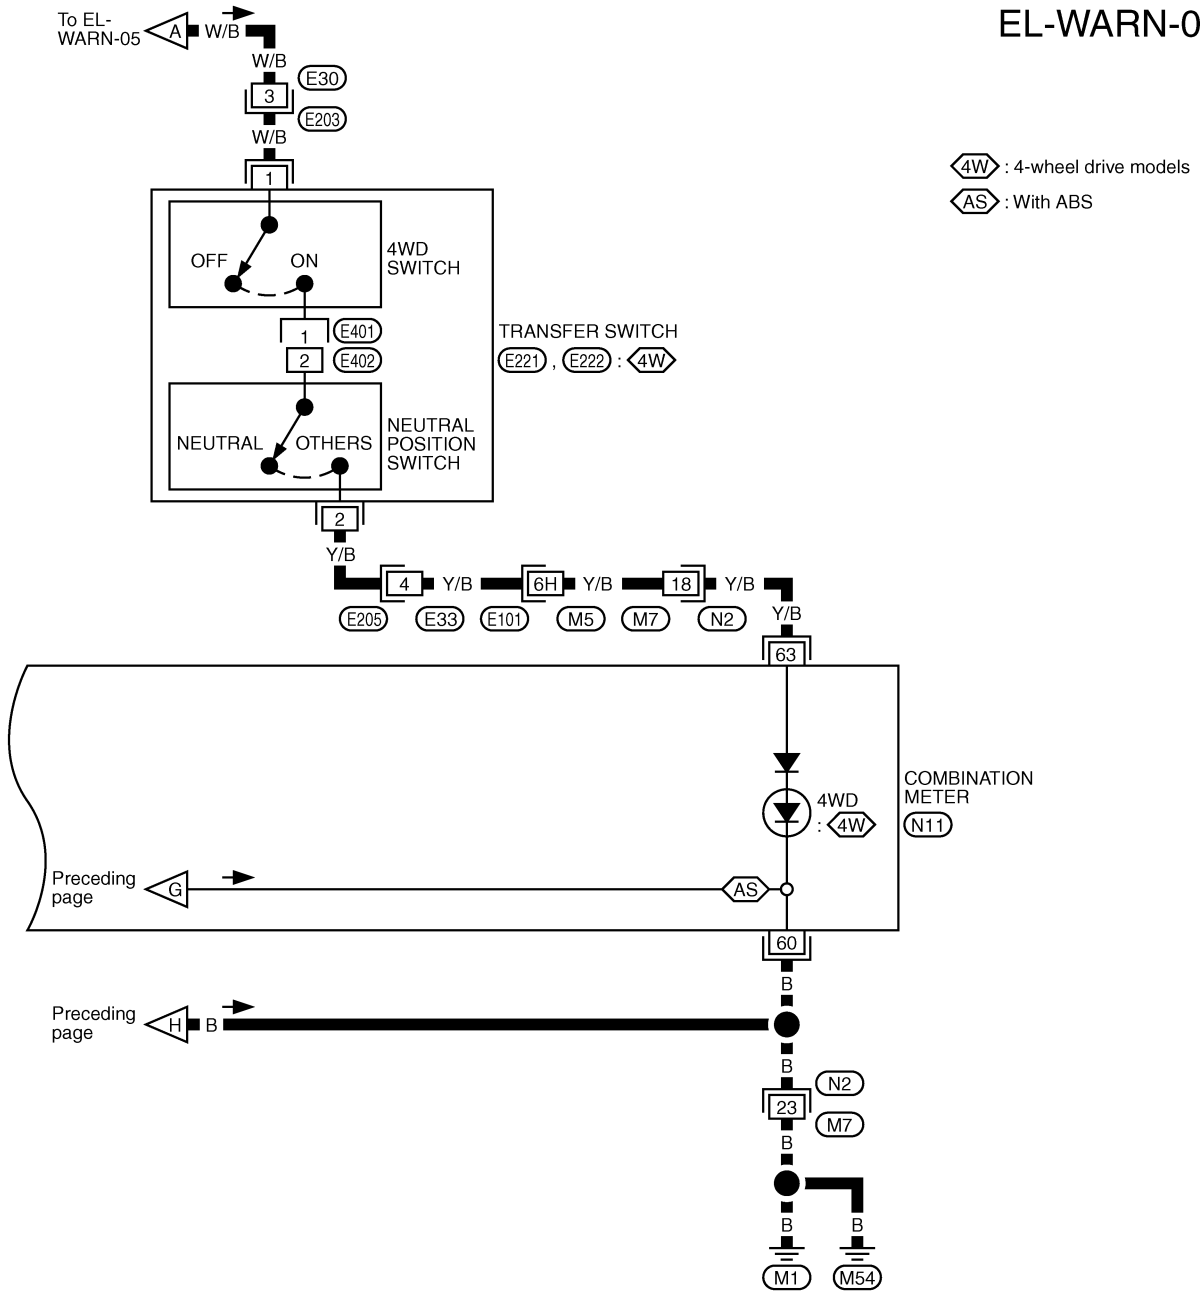 EL-WARN-0
To EL-
WARN-05
A
W/B
W/B
E30
3
E203
W/B
4W : 4-wheel drive models
AS : With ABS
1
OFF
ON
4WD
SWITCH
1
E401
2
E402
TRANSFER SWITCH
E221 , E222 : 4W
NEUTRAL
OTHERS
NEUTRAL
POSITION
SWITCH
2
Y/B
4 Y/B 6H Y/B 18 Y/B
E205 E33 E101 M5 M7 N2
Y/B
63
4WD
: 4W
COMBINATION
METER
N11
Preceding
page
G
AS
60
B
Preceding
page
H
B
B
N2
23
M7
B
B
B
M1
M54